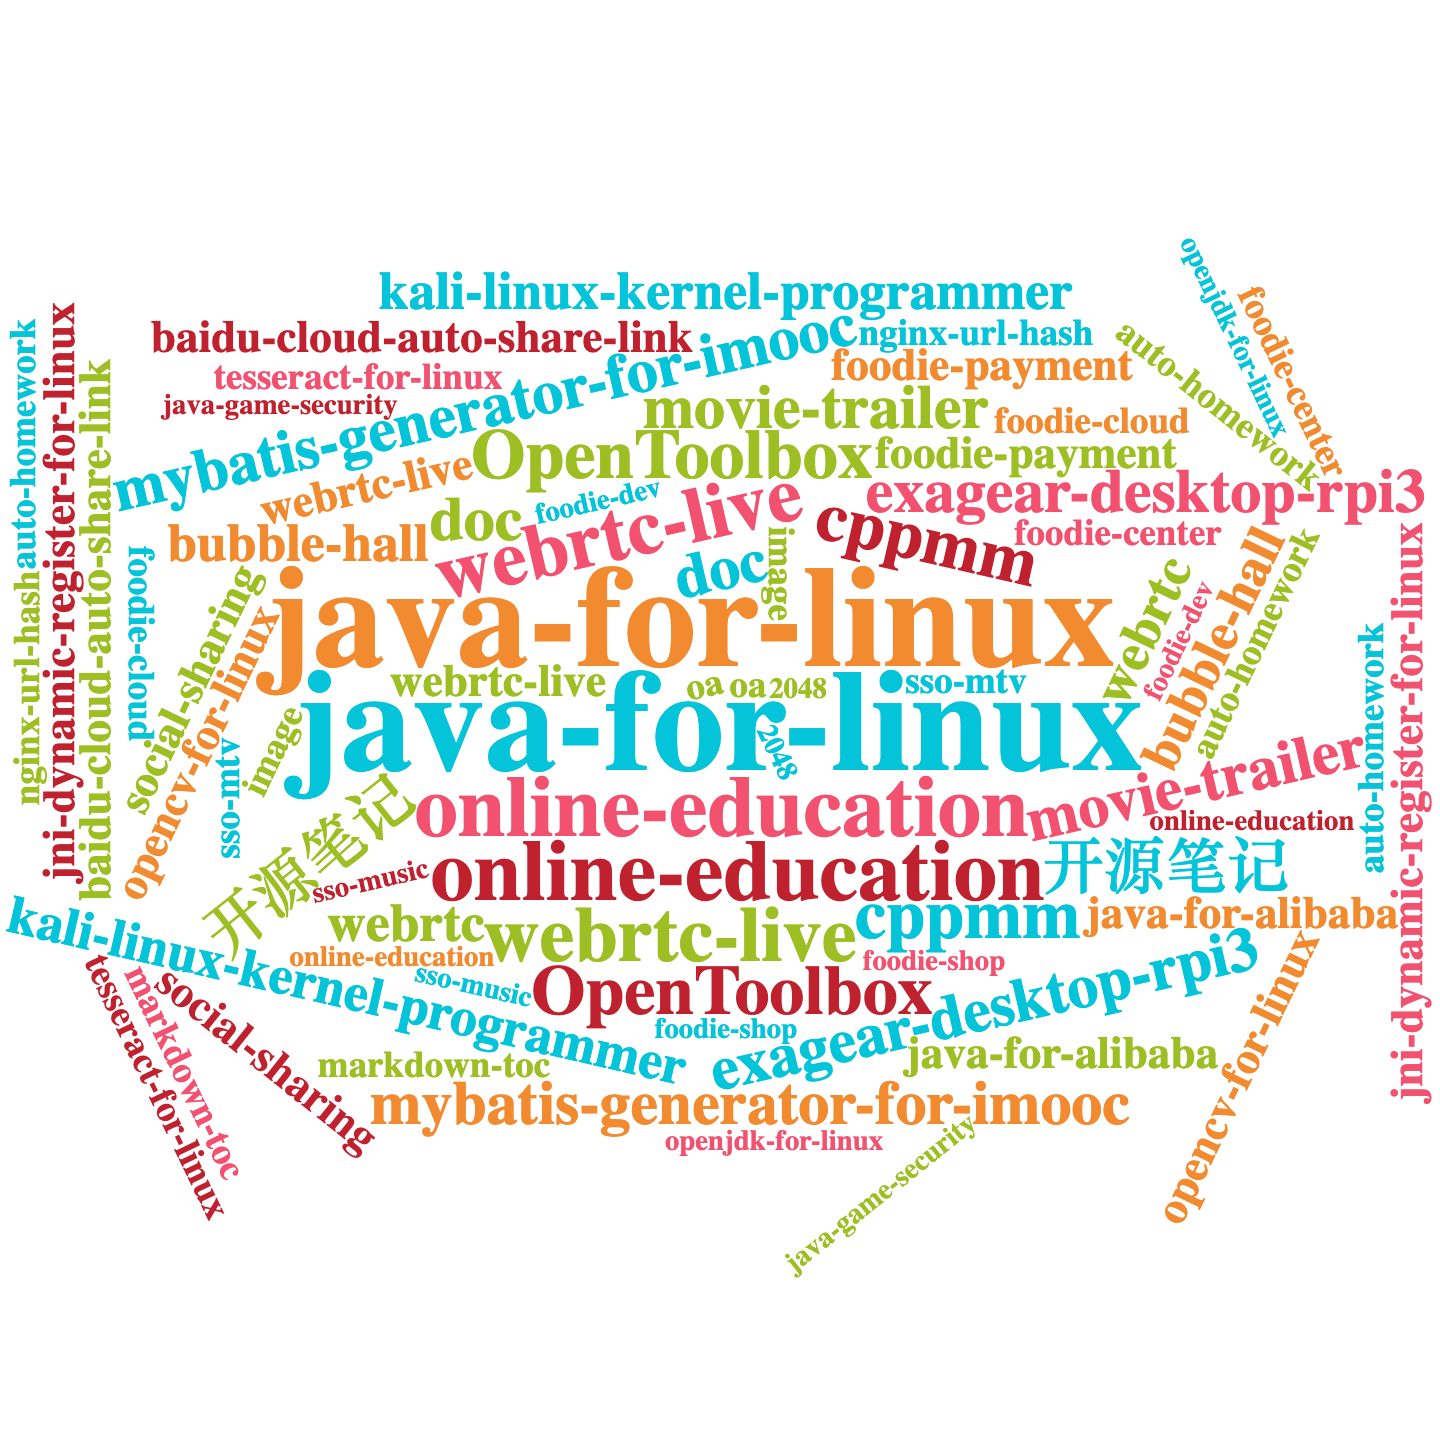 openjdk-for-linux
kali-linux-kernel-programmer
foodie-center
baidu-cloud-auto-share-link
mybatis-generator-for-imooc
nginx-url-hash
auto-homework
auto-homework
jni-dynamic-register-for-linux
baidu-cloud-auto-share-link
tesseract-for-linux
foodie-payment
java-game-security
movie-trailer
foodie-cloud
webrtc-live
OpenToolbox
foodie-payment
exagear-desktop-rpi3
doc
foodie-dev
webrtc-live
cppmm
foodie-center
bubble-hall
doc
image
nginx-url-hash
foodie-cloud
social-sharing
opencv-for-linux
java-for-linux
webrtc
foodie-dev
bubble-hall
auto-homework
jni-dynamic-register-for-linux
auto-homework
webrtc-live
oa
oa
2048
sso-mtv
image
sso-mtv
java-for-linux
2048
movie-trailer
开源笔记
online-education
online-education
sso-music
online-education
开源笔记
kali-linux-kernel-programmer
webrtc
webrtc-live
cppmm
java-for-alibaba
online-education
sso-music
foodie-shop
OpenToolbox
exagear-desktop-rpi3
opencv-for-linux
tesseract-for-linux
markdown-toc
social-sharing
foodie-shop
markdown-toc
java-for-alibaba
mybatis-generator-for-imooc
openjdk-for-linux
java-game-security